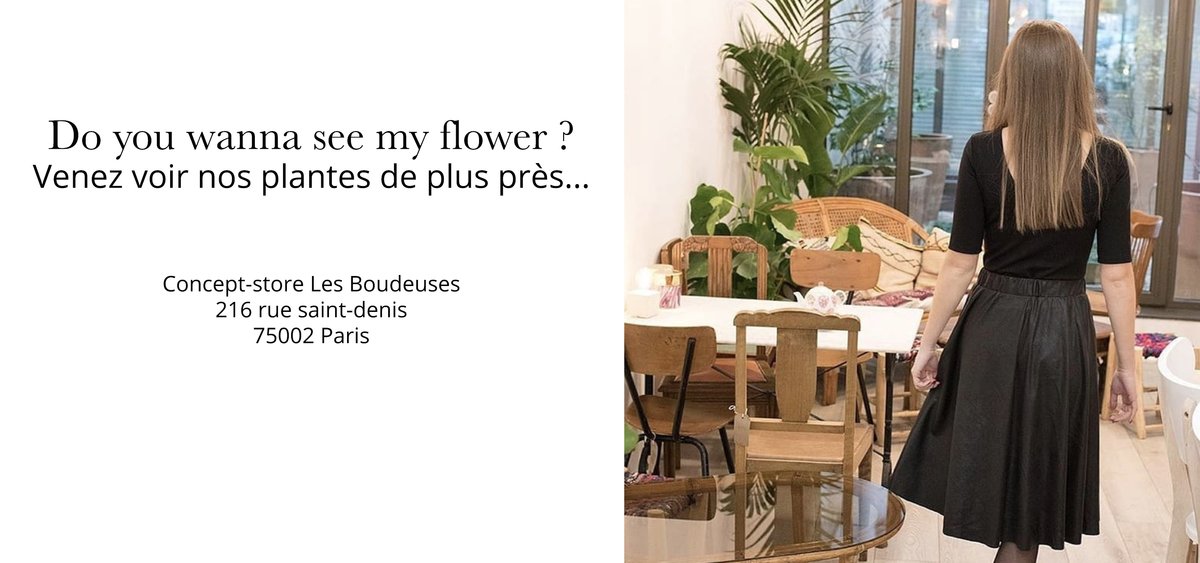 Do you wanna see my flower ?
Venez voir nos plantes de plus près...
Concept-store Les Boudeuses
216 rue saint-denis
75002 Paris